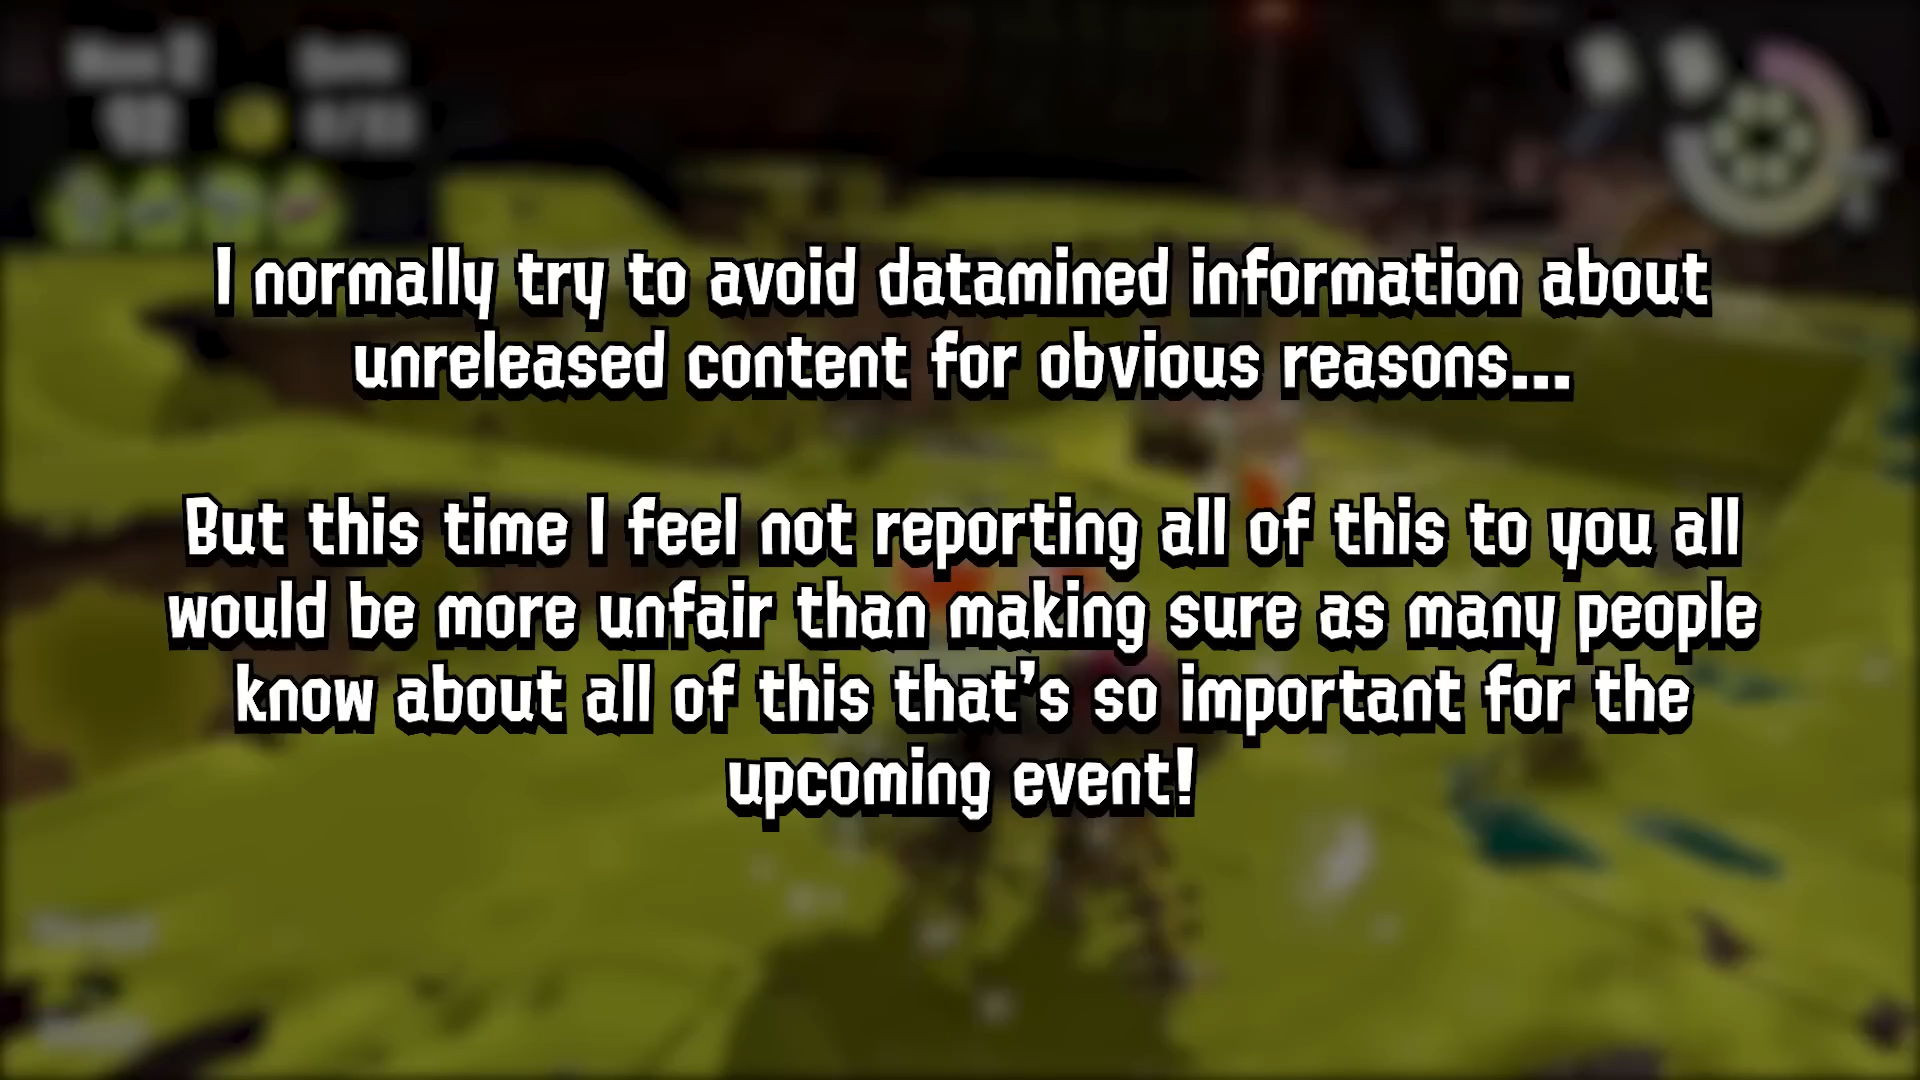 I normally try to avoid datamined information about
unreleased content for obvious reasons...
But this time I feel not reporting all of this to you all
would be more unfair than making sure as many people
know about all of this that's so important for the
upcoming event!